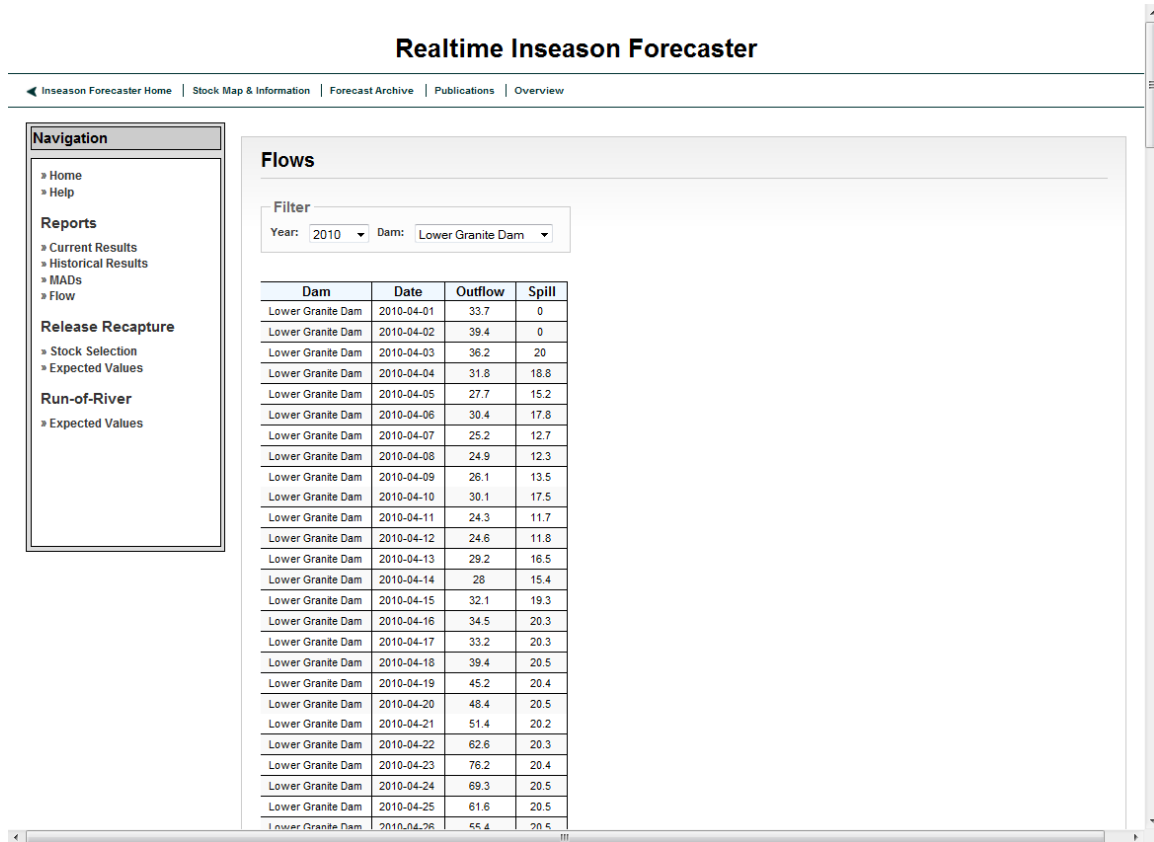 Realtime Inseason Forecaster
Inseason Forecaster Home | Stock Map & Information | Forecast Archive | Publications | Overview
Navigation
» Home
» Help
Reports
» Current Results
» Historical Results
» MADs
» Flow
Release Recapture
» Stock Selection
» Expected Values
Run-of-River
» Expected Values
Flows
Filter
Year: 2010 Dam: Lower Granite Dam
Dam Date Outflow Spill
Lower Granite Dam 2010-04-01 33.7 0
Lower Granite Dam 2010-04-02 39.4 0
Lower Granite Dam 2010-04-03 36.2 20
Lower Granite Dam 2010-04-04 31.8 18.8
Lower Granite Dam 2010-04-05 27.7 15.2
Lower Granite Dam 2010-04-06 30.4 17.8
Lower Granite Dam 2010-04-07 25.2 12.7
Lower Granite Dam 2010-04-08 24.9 12.3
Lower Granite Dam 2010-04-09 26.1 13.5
Lower Granite Dam 2010-04-10 30.1 17.5
Lower Granite Dam 2010-04-11 24.3 11.7
Lower Granite Dam 2010-04-12 24.6 11.8
Lower Granite Dam 2010-04-13 29.2 16.5
Lower Granite Dam 2010-04-14 28 15.4
Lower Granite Dam 2010-04-15 32.1 19.3
Lower Granite Dam 2010-04-16 34.5 20.3
Lower Granite Dam 2010-04-17 33.2 20.3
Lower Granite Dam 2010-04-18 39.4 20.5
Lower Granite Dam 2010-04-19 45.2 20.4
Lower Granite Dam 2010-04-20 48.4 20.5
Lower Granite Dam 2010-04-21 51.4 20.2
Lower Granite Dam 2010-04-22 62.6 20.3
Lower Granite Dam 2010-04-23 76.2 20.4
Lower Granite Dam 2010-04-24 69.3 20.5
Lower Granite Dam 2010-04-25 61.6 20.5
Lower Granite Dam 2010-04-26 55.4 20.5